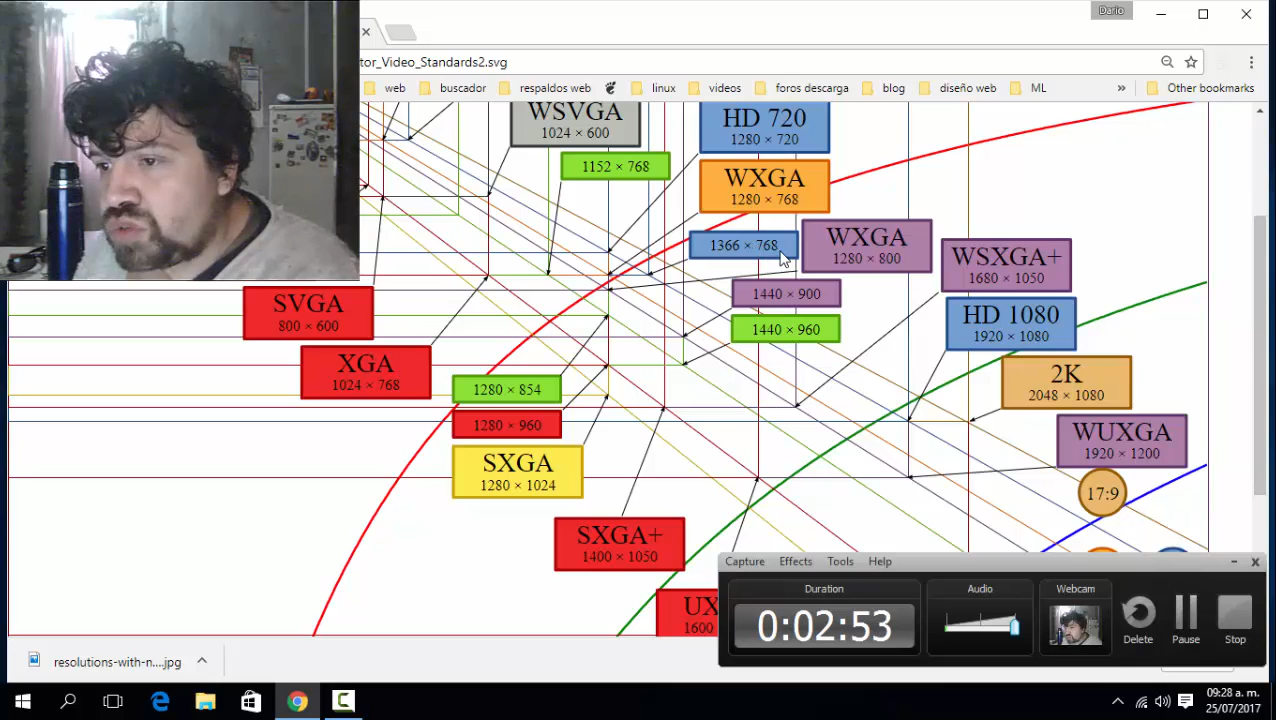 Dario
tor_Video_Standards2.svg
web
buscador
respaldos web
linux
videos
foros descarga
blog
diseño web
ML
»
Other bookmarks
WSVGA
1024 × 600
HD 720
1280 × 720
1152 × 768
WXGA
1280 × 768
1366 × 768
WXGA
1280 × 800
WSXGA+
1680 × 1050
1440 × 900
SVGA
800 × 600
HD 1080
1920 × 1080
1440 × 960
XGA
1024 × 768
2K
2048 × 1080
1280 × 854
1280 × 960
WUXGA
1920 × 1200
SXGA
1280 × 1024
17:9
SXGA+
1400 × 1050
UX
1600
Capture Effects Tools Help
Duration
0:02:53
Audio
Webcam
Delete
Pause
Stop
resolutions-with-n....jpg
09:28 a. m.
25/07/2017